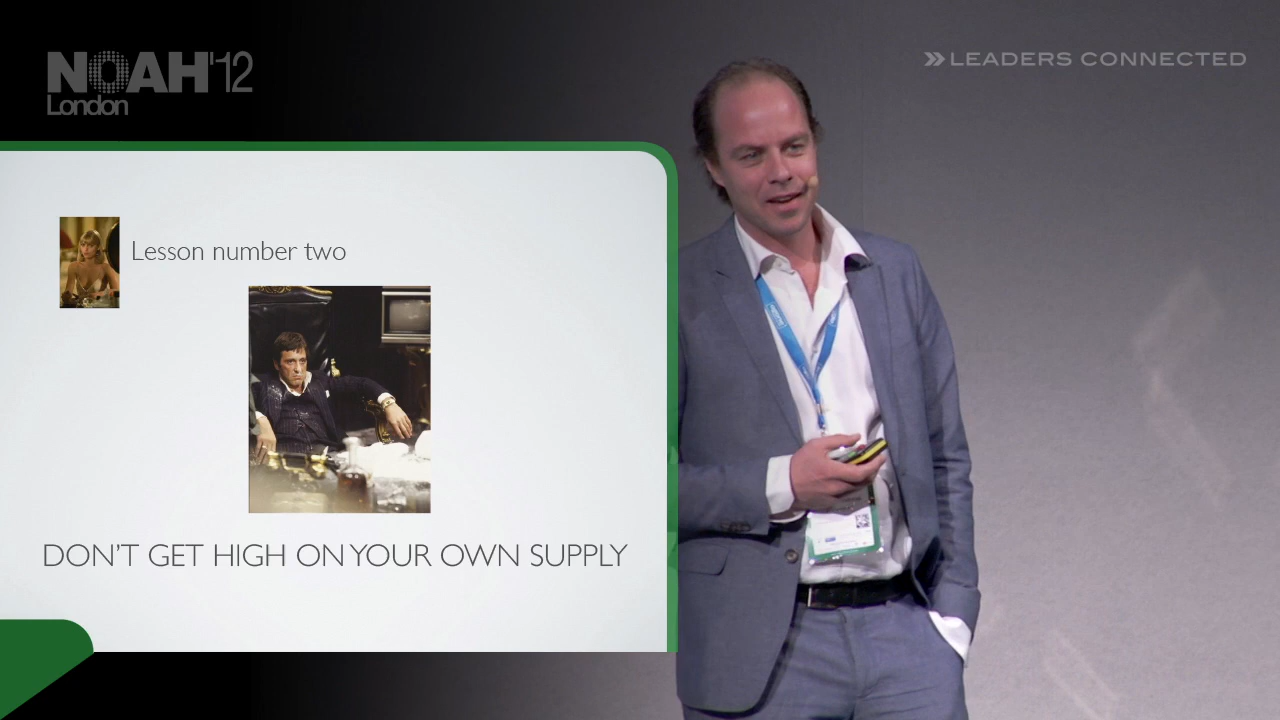 NOAH'12
London
LEADERS CONNECTED
Lesson number two
DON'T GET HIGH ON YOUR OWN SUPPLY